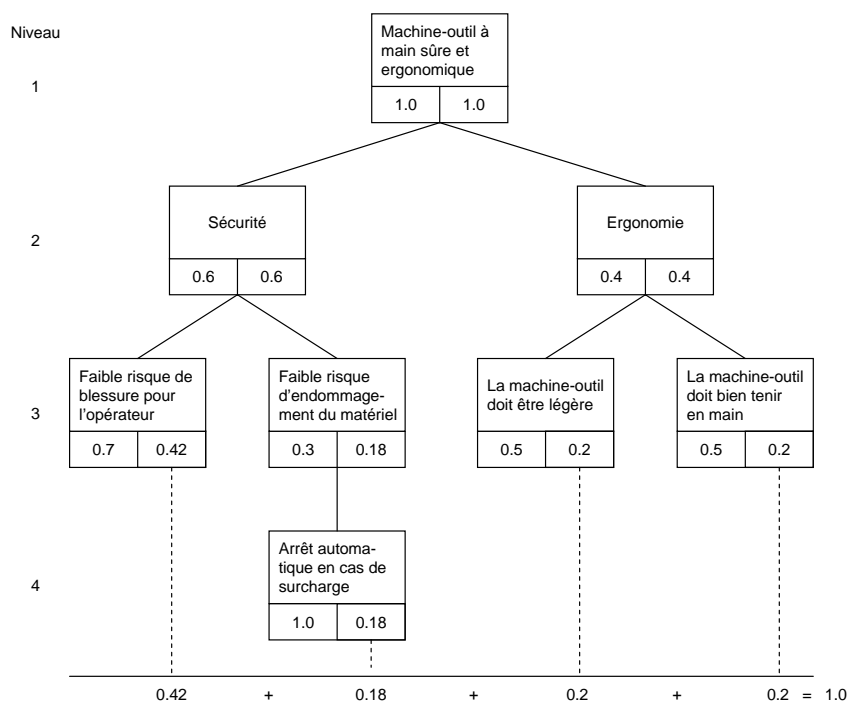 Niveau
Machine-outil à
main sûre et
ergonomique
1
1.0 1.0
2
Sécurité
0.6 0.6
Ergonomie
0.4 0.4
3
Faible risque de
blessure pour
l'opérateur
0.7 0.42
Faible risque
d'endommage-
ment du matériel
0.3 0.18
La machine-outil
doit être légère
0.5 0.2
La machine-outil
doit bien tenir
en main
0.5 0.2
4
Arrêt automa-
tique en cas de
surcharge
1.0 0.18
0.42 + 0.18 + 0.2 + 0.2 = 1.0